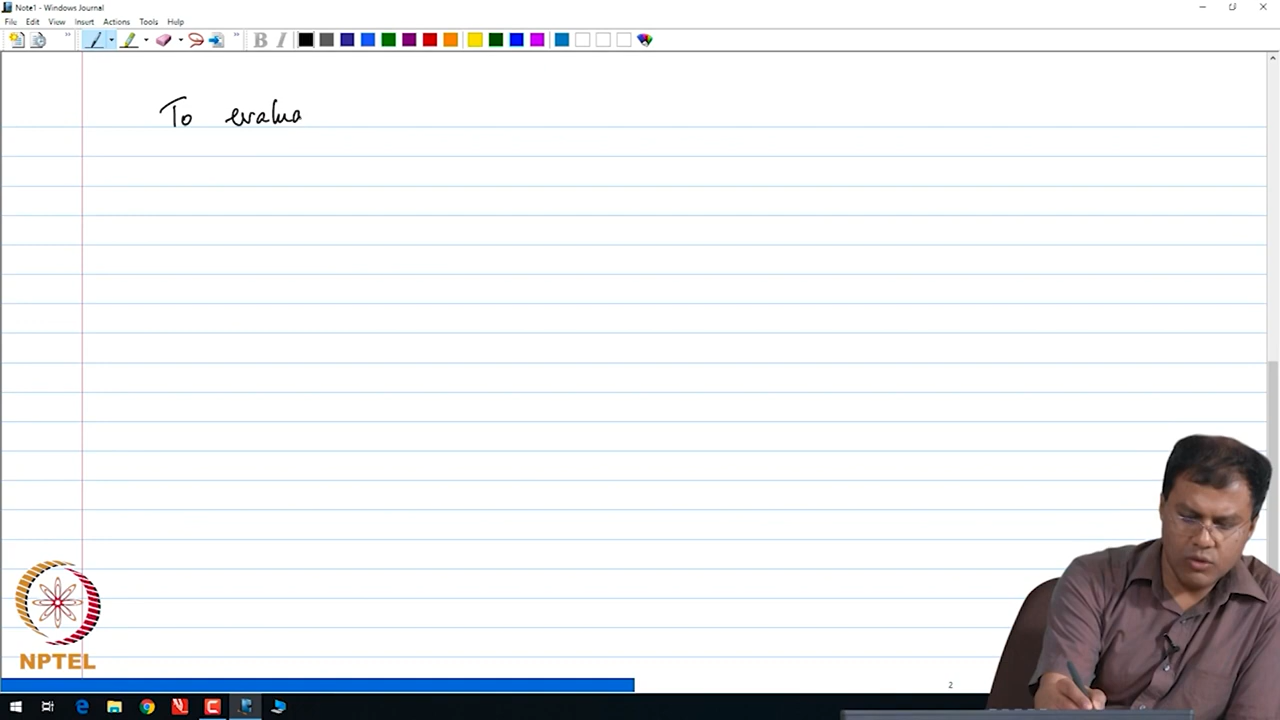 Note1 - Windows Journal
File Edit View Insert Actions Tools Help
B I
To evalua
NPTEL
2